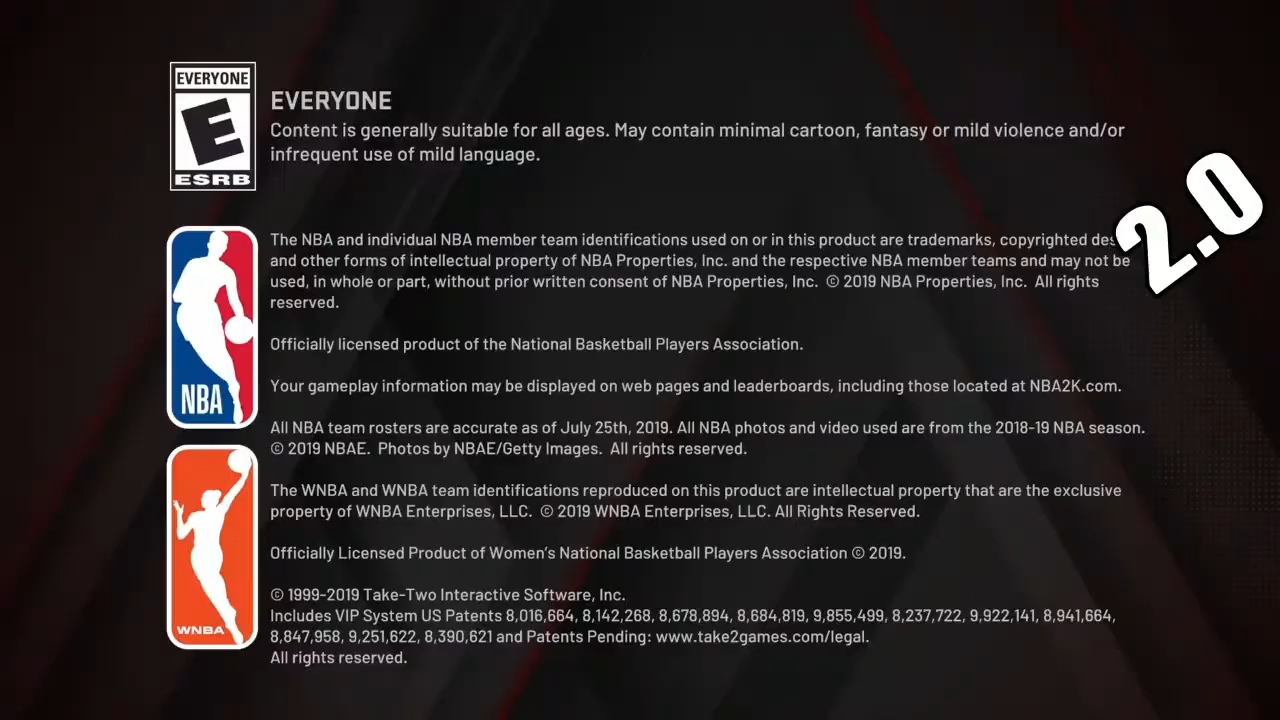 EVERYONE
E
ESRB
EVERYONE
Content is generally suitable for all ages. May contain minimal cartoon, fantasy or mild violence and/or
infrequent use of mild language.
2.0
The NBA and individual NBA member team identifications used on or in this product are trademarks, copyrighted
and other forms of intellectual property of NBA Properties, Inc. and the respective NBA member teams and may not be
used, in whole or part, without prior written consent of NBA Properties, Inc. © 2019 NBA Properties, Inc. All rights
reserved.
NBA
Officially licensed product of the National Basketball Players Association.
Your gameplay information may be displayed on web pages and leaderboards, including those located at NBA2K.com.
All NBA team rosters are accurate as of July 25th, 2019. All NBA photos and video used are from the 2018-19 NBA season.
© 2019 NBAE. Photos by NBAE/Getty Images. All rights reserved.
The WNBA and WNBA team identifications reproduced on this product are intellectual property that are the exclusive
property of WNBA Enterprises, LLC. © 2019 WNBA Enterprises, LLC. All Rights Reserved.
Officially Licensed Product of Women's National Basketball Players Association © 2019.
WNBA
© 1999-2019 Take-Two Interactive Software, Inc.
Includes VIP System US Patents 8,016,664, 8,142,268, 8,678,894, 8,684,819, 9,855,499, 8,237,722, 9,922,141, 8,941,664,
8,847,958, 9,251,622, 8,390,621 and Patents Pending: www.take2games.com/legal.
All rights reserved.